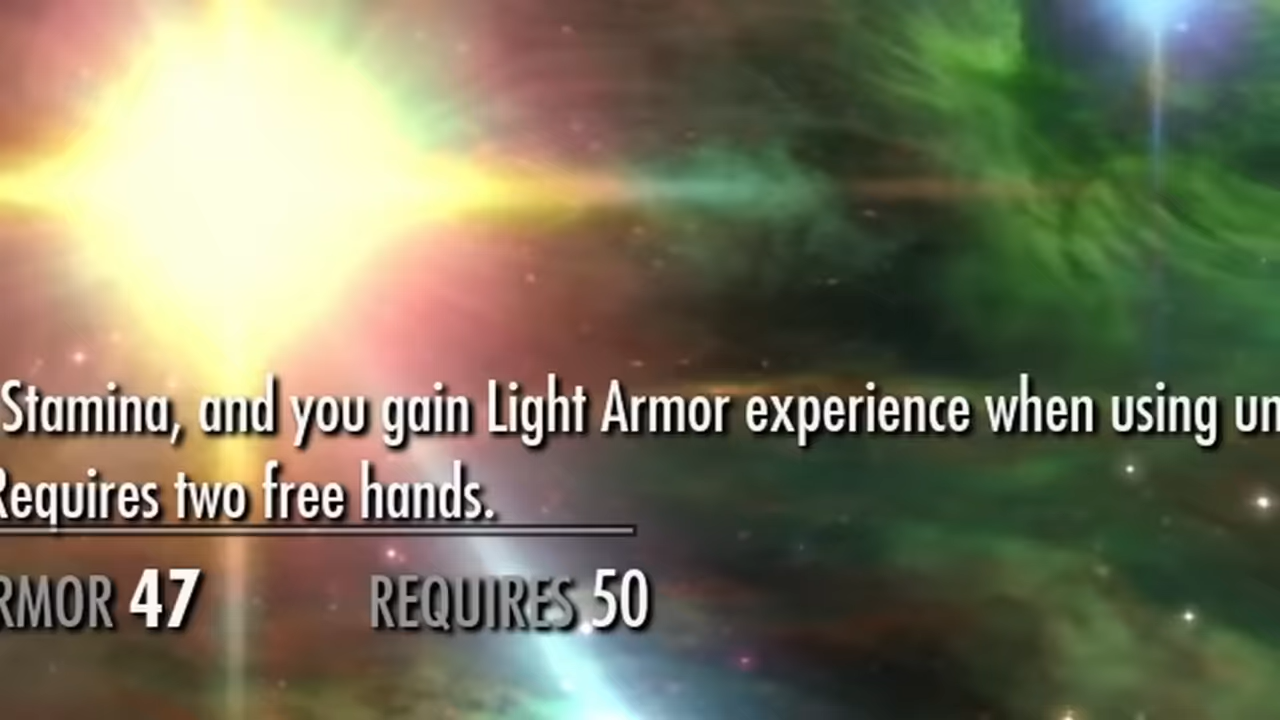 Stamina, and you gain Light Armor experience when using un
Requires two free hands.
RMOR 47 REQUIRES 50